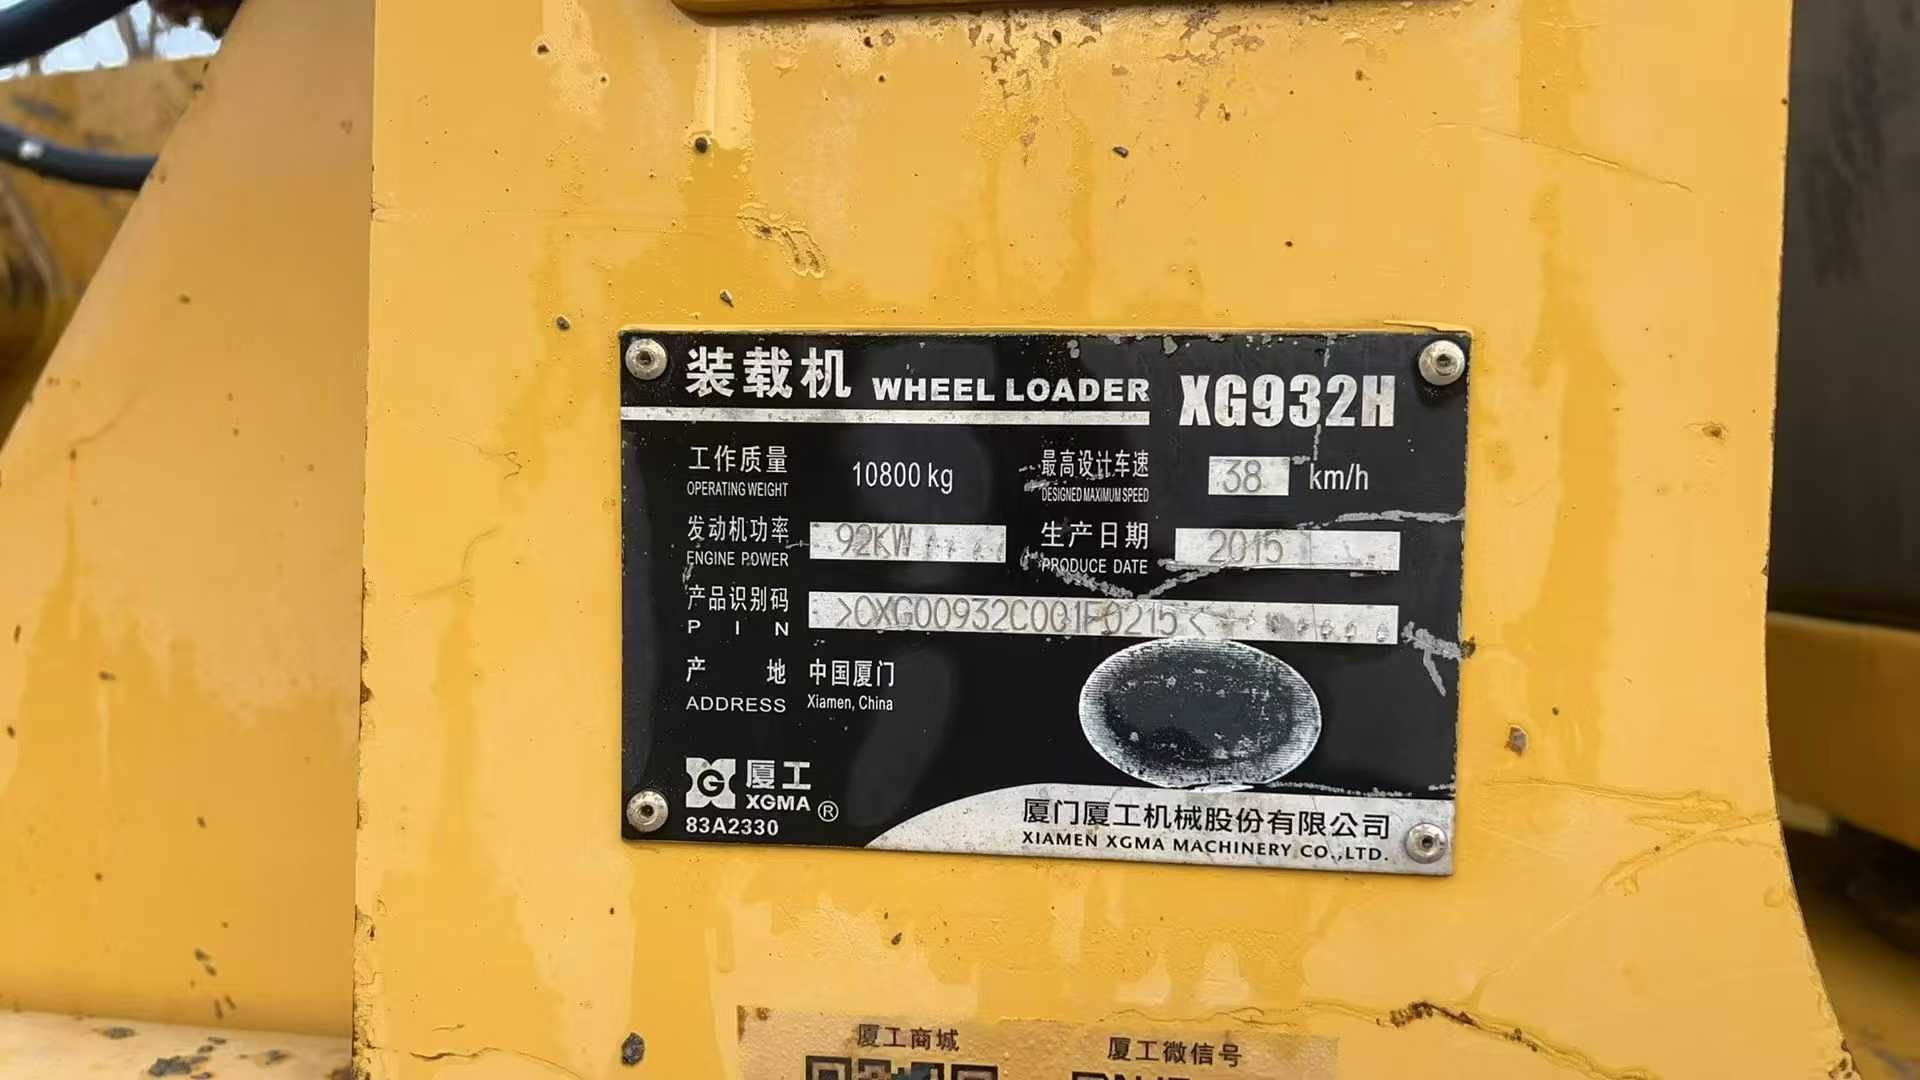 装载机 WHEEL LOADER XG932H
工作质量 10800 kg 最高设计车速 38 km/h
OPERATING WEIGHT DESIGNED MAXIMUM SPEED
发动机功率 92KW 生产日期 2015
ENGINE POWER PRODUCE DATE
产品识别码 >CXG00932C001F0215<
PIN
产地 中国厦门
ADDRESS Xiamen, China
厦工
XGMA ®
83A2330
厦门厦工机械股份有限公司
XIAMEN XGMA MACHINERY CO.,LTD.
厦工商城 厦工微信号